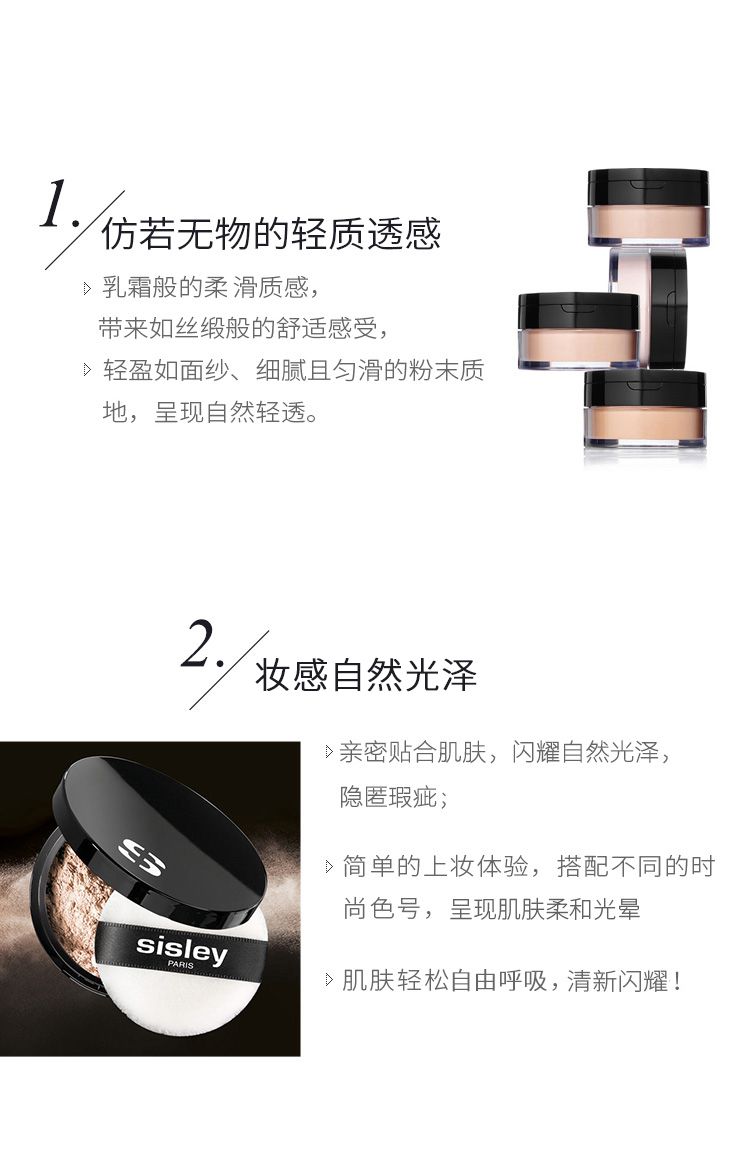 1.
仿若无物的轻质透感
乳霜般的柔滑质感，
带来如丝缎般的舒适感受，
轻盈如面纱、细腻且匀滑的粉末质
地，呈现自然轻透。
2.
妆感自然光泽
亲密贴合肌肤，闪耀自然光泽，
隐匿瑕疵；
简单的上妆体验，搭配不同的时
尚色号，呈现肌肤柔和光晕
肌肤轻松自由呼吸，清新闪耀！
sisley
PARIS